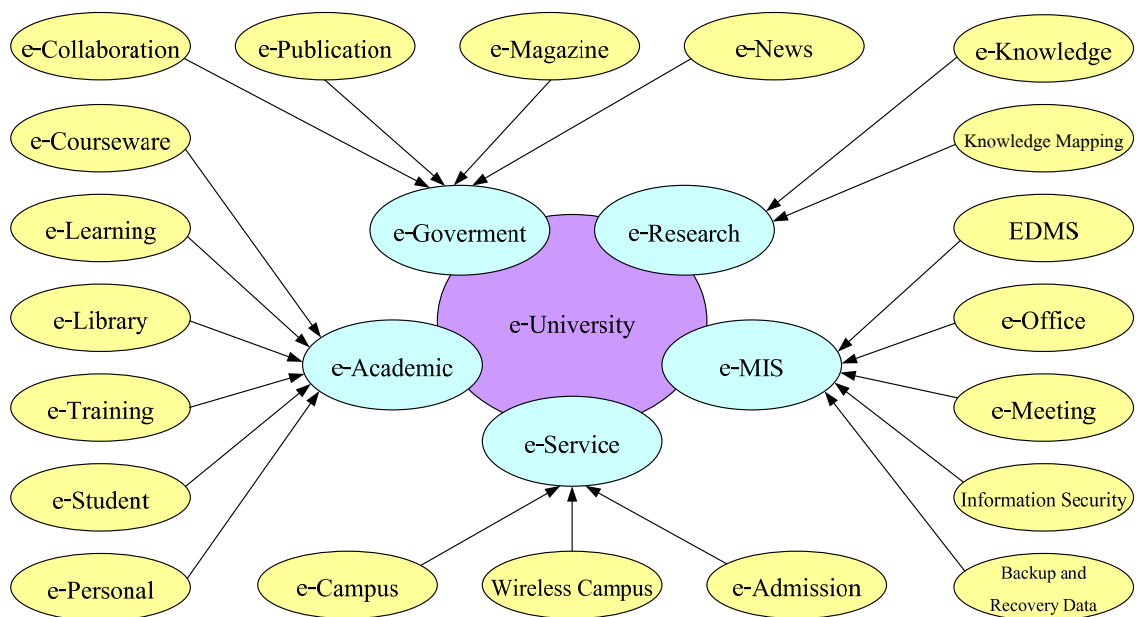 e-Collaboration
e-Publication
e-Magazine
e-News
e-Knowledge
e-Courseware
Knowledge Mapping
e-Learning
e-Goverment
e-Research
EDMS
e-Library
e-University
e-Office
e-Academic
e-MIS
e-Training
e-Meeting
e-Service
e-Student
Information Security
e-Personal
e-Campus
Wireless Campus
e-Admission
Backup and
Recovery Data